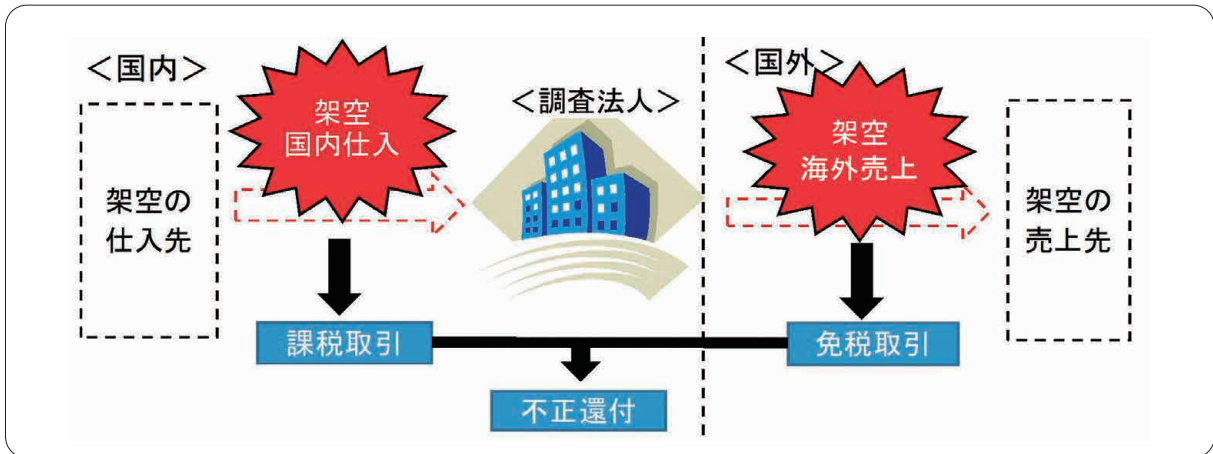 <国内>
架空
国内仕入
架空の
仕入先
<調査法人>
<国外>
架空
海外売上
架空の
売上先
課税取引
免税取引
不正還付